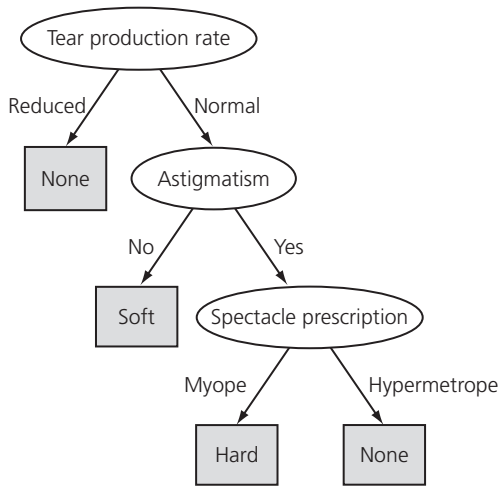 Tear production rate
Reduced
Normal
None
Astigmatism
No
Yes
Soft
Spectacle prescription
Myope
Hypermetrope
Hard
None